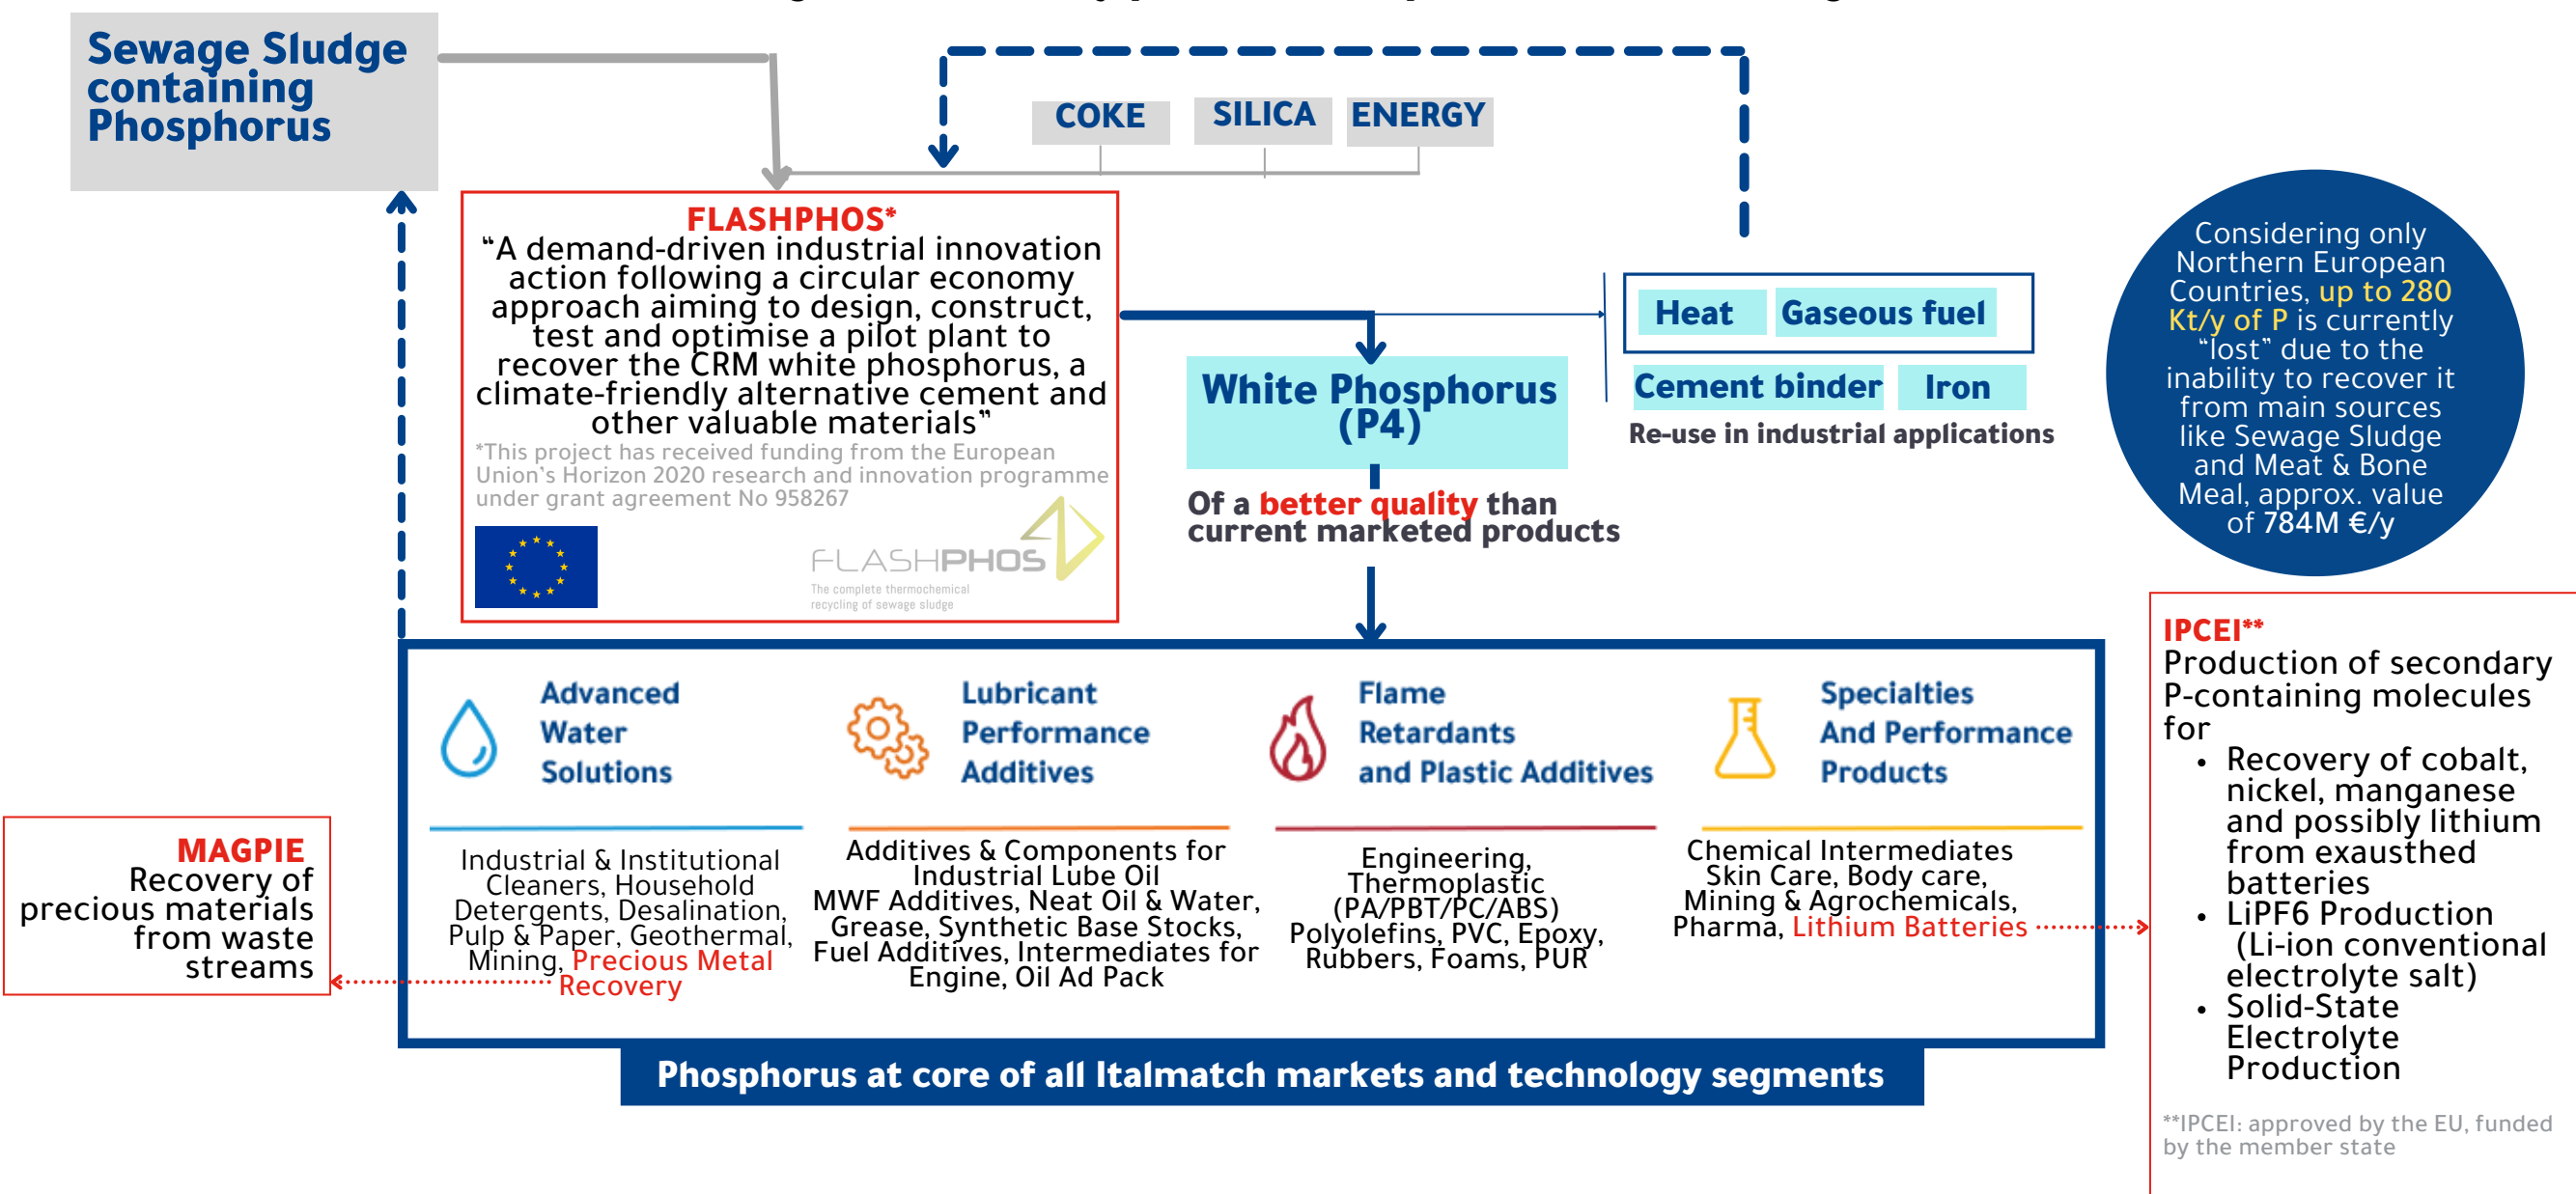 Sewage Sludge
containing
Phosphorus
COKE
SILICA
ENERGY
FLASHPHOS*
“A demand-driven industrial innovation
action following a circular economy
approach aiming to design, construct,
test and optimise a pilot plant to
recover the CRM white phosphorus, a
climate-friendly alternative cement and
other valuable materials”
*This project has received funding from the European
Union's Horizon 2020 research and innovation programme
under grant agreement No 958267
FLASHPHOS
The complete thermochemical
recycling of sewage sludge
White Phosphorus
(P4)
Of a better quality than
current marketed products
Heat
Gaseous fuel
Cement binder
Iron
Re-use in industrial applications
Considering only
Northern European
Countries, up to 280
Kt/y of P is currently
“lost” due to the
inability to recover it
from main sources
like Sewage Sludge
and Meat & Bone
Meal, approx. value
of 784M €/y
Advanced
Water
Solutions
Industrial & Institutional
Cleaners, Household
Detergents, Desalination,
Pulp & Paper, Geothermal,
Mining, Precious Metal
Recovery
Lubricant
Performance
Additives
Additives & Components for
Industrial Lube Oil
MWF Additives, Neat Oil & Water,
Grease, Synthetic Base Stocks,
Fuel Additives, Intermediates for
Engine, Oil Ad Pack
Flame
Retardants
and Plastic Additives
Engineering,
Thermoplastic
(PA/PBT/PC/ABS)
Polyolefins, PVC, Epoxy,
Rubbers, Foams, PUR
Specialties
And Performance
Products
Chemical Intermediates
Skin Care, Body care,
Mining & Agrochemicals,
Pharma, Lithium Batteries
MAGPIE
Recovery of
precious materials
from waste
streams
IPCEI**
Production of secondary
P-containing molecules
for
• Recovery of cobalt,
nickel, manganese
and possibly lithium
from exausthed
batteries
• LiPF6 Production
(Li-ion conventional
electrolyte salt)
• Solid-State
Electrolyte
Production
**IPCEI: approved by the EU, funded
by the member state
Phosphorus at core of all Italmatch markets and technology segments